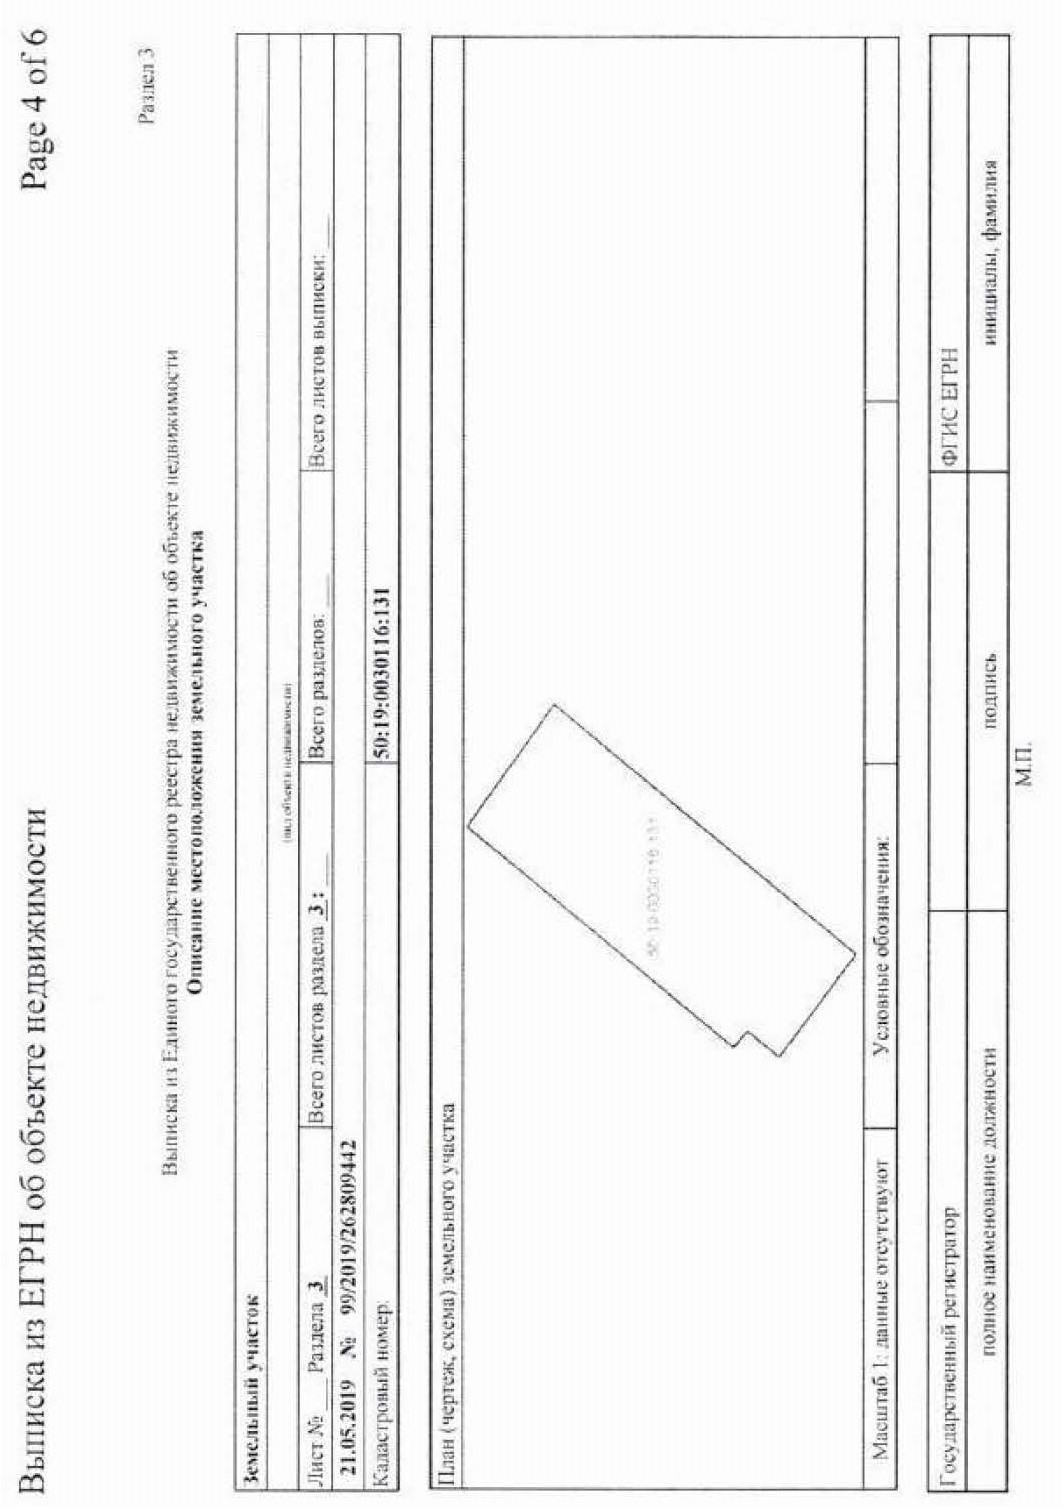 Выписка из ЕГРН об объекте недвижимости Page 4 of 6
Раздел 3
Выписка из Единого государственного реестра недвижимости об объекте недвижимости
Описание местоположения земельного участка
Земельный участок
(вид объекта недвижимости)
Лист № ___ Раздела 3 Всего листов раздела 3 : ___ Всего разделов: ___ Всего листов выписки: ___
21.05.2019 № 99/2019/262809442
Кадастровый номер: 50:19:0030116:131
План (чертеж, схема) земельного участка
50:19:0030116:131
Масштаб 1: данные отсутствуют Условные обозначения:
Государственный регистратор ФГИС ЕГРН
полное наименование должности подпись инициалы, фамилия
М.П.